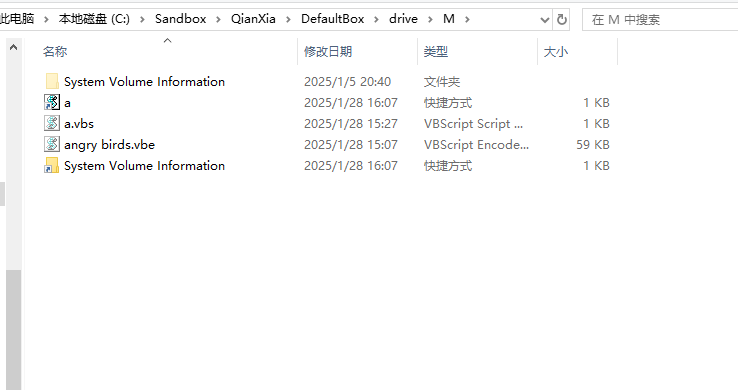 此电脑 › 本地磁盘 (C:) › Sandbox › QianXia › DefaultBox › drive › M › 在 M 中搜索
名称 修改日期 类型 大小
System Volume Information 2025/1/5 20:40 文件夹
a 2025/1/28 16:07 快捷方式 1 KB
a.vbs 2025/1/28 15:27 VBScript Script ... 1 KB
angry birds.vbe 2025/1/28 15:07 VBScript Encode... 59 KB
System Volume Information 2025/1/28 16:07 快捷方式 1 KB